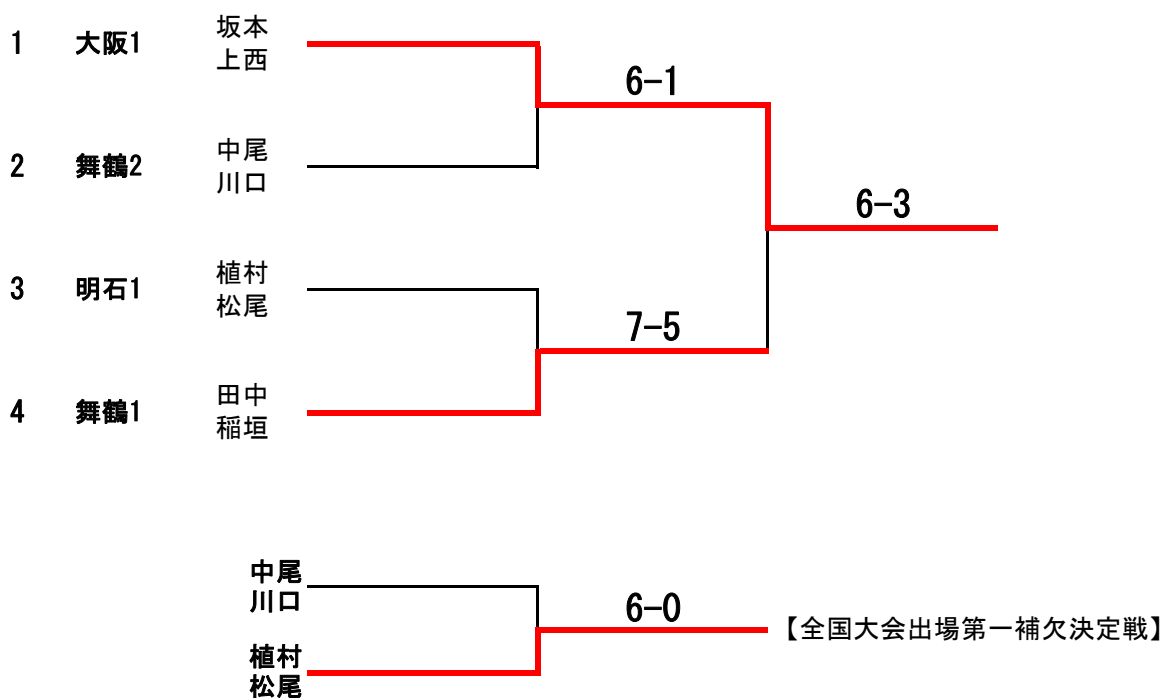 1 大阪1 坂本
上西
6-1
2 舞鶴2 中尾
川口
6-3
3 明石1 植村
松尾
7-5
4 舞鶴1 田中
稲垣
中尾
川口
6-0
【全国大会出場第一補欠決定戦】
植村
松尾